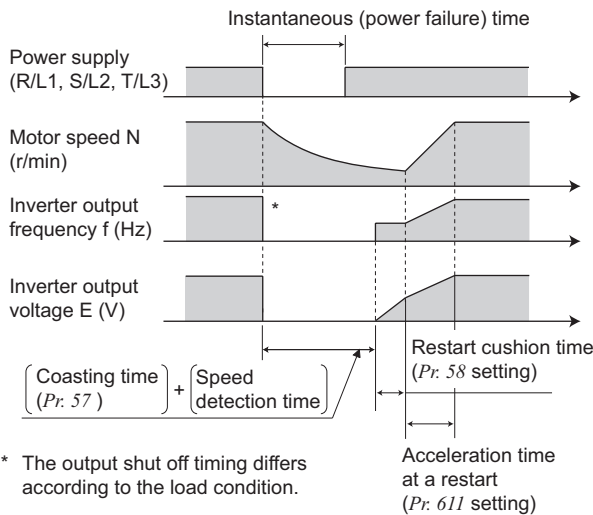 Instantaneous (power failure) time
Power supply
(R/L1, S/L2, T/L3)
Motor speed N
(r/min)
Inverter output
frequency f (Hz)
*
Inverter output
voltage E (V)
Coasting time
(Pr. 57 )
+
Speed
detection time
Restart cushion time
(Pr. 58 setting)
* The output shut off timing differs
according to the load condition.
Acceleration time
at a restart
(Pr. 611 setting)